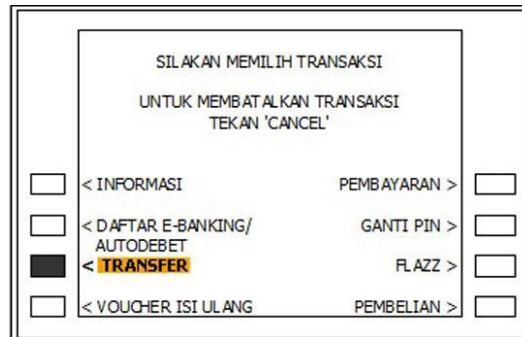 SILAKAN MEMILIH TRANSAKSI
UNTUK MEMBATALKAN TRANSAKSI
TEKAN 'CANCEL'
< INFORMASI
PEMBAYARAN >
< DAFTAR E-BANKING/
AUTODEBET
GANTI PIN >
< TRANSFER
FLAZZ >
< VOUCHER ISI ULANG
PEMBELIAN >